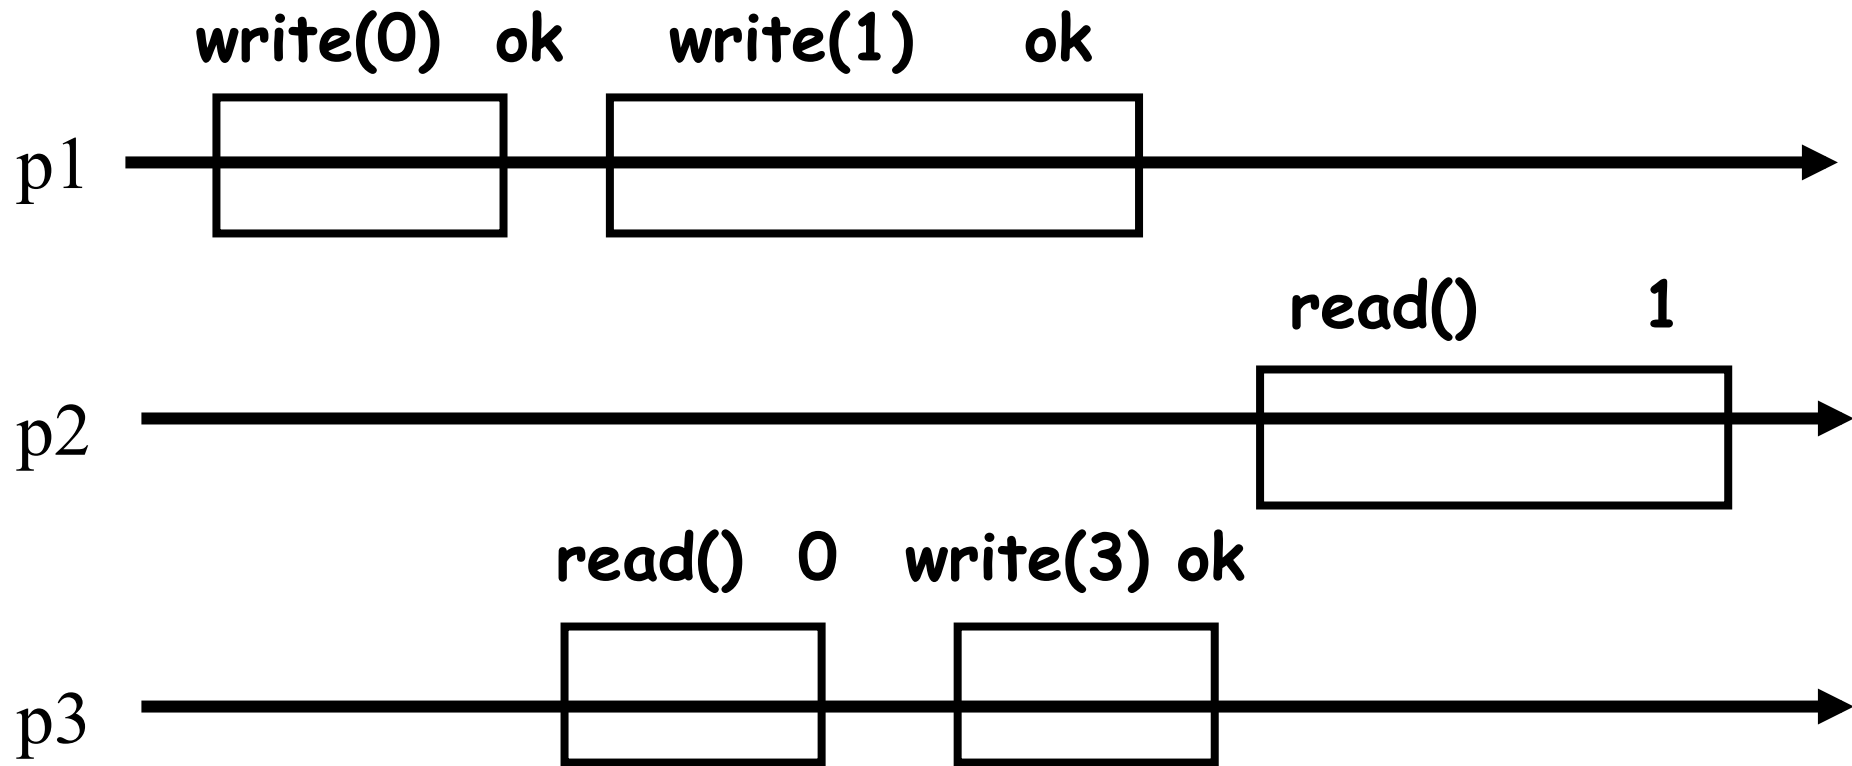 write(0) ok write(1) ok
p1
read() 1
p2
read() 0 write(3) ok
p3